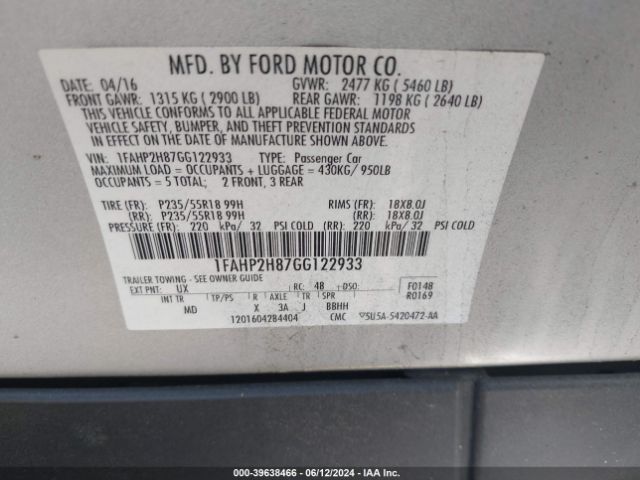 MFD. BY FORD MOTOR CO.
DATE: 04/16 GVWR: 2477 KG ( 5460 LB)
FRONT GAWR: 1315 KG ( 2900 LB) REAR GAWR: 1198 KG ( 2640 LB)
THIS VEHICLE CONFORMS TO ALL APPLICABLE FEDERAL MOTOR
VEHICLE SAFETY, BUMPER, AND THEFT PREVENTION STANDARDS
IN EFFECT ON THE DATE OF MANUFACTURE SHOWN ABOVE.
VIN: 1FAHP2H87GG122933 TYPE: Passenger Car
MAXIMUM LOAD = OCCUPANTS + LUGGAGE = 430KG/ 950LB
OCCUPANTS = 5 TOTAL; 2 FRONT, 3 REAR
TIRE (FR): P235/55R18 99H RIMS (FR): 18X8.0J
(RR): P235/55R18 99H (RR): 18X8.0J
PRESSURE (FR): 220 kPa/ 32 PSI COLD (RR): 220 kPa/ 32 PSI COLD
1FAHP2H87GG122933
TRAILER TOWING - SEE OWNER GUIDE
EXT PNT: UX RC: 48 DSO: F0148
INT TR TP/PS R AXLE TR SPR R0169
MD X 3A J BBHH
1201604284404 CMC 5U5A-5420472-AA
000-39638466 - 06/12/2024 - IAA Inc.